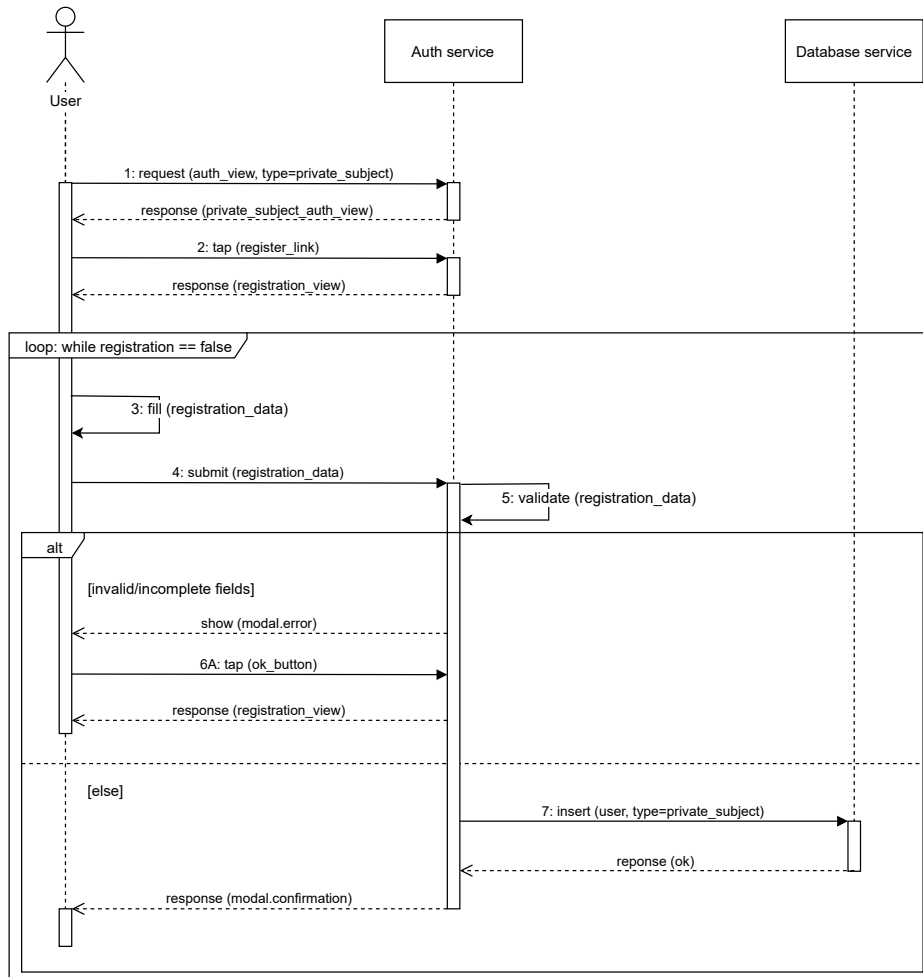 User
Auth service
Database service
1: request (auth_view, type=private_subject)
response (private_subject_auth_view)
2: tap (register_link)
response (registration_view)
loop: while registration == false
3: fill (registration_data)
4: submit (registration_data)
5: validate (registration_data)
alt
[invalid/incomplete fields]
show (modal.error)
6A: tap (ok_button)
response (registration_view)
[else]
7: insert (user, type=private_subject)
reponse (ok)
response (modal.confirmation)